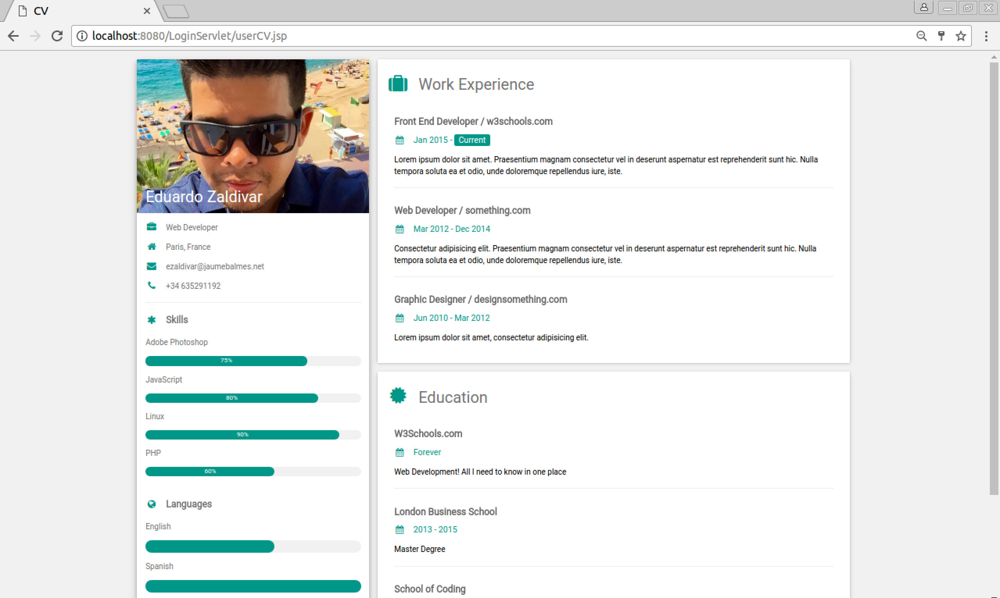 CV
localhost:8080/LoginServlet/userCV.jsp
Eduardo Zaldivar
Web Developer
Paris, France
ezaldivar@jaumebalmes.net
+34 635291192
Skills
Adobe Photoshop
75%
JavaScript
80%
Linux
90%
PHP
60%
Languages
English
Spanish
Work Experience
Front End Developer / w3schools.com
Jan 2015 - Current
Lorem ipsum dolor sit amet. Praesentium magnam consectetur vel in deserunt aspernatur est reprehenderit sunt hic. Nulla
tempora soluta ea et odio, unde doloremque repellendus iure, iste.
Web Developer / something.com
Mar 2012 - Dec 2014
Consectetur adipisicing elit. Praesentium magnam consectetur vel in deserunt aspernatur est reprehenderit sunt hic. Nulla
tempora soluta ea et odio, unde doloremque repellendus iure, iste.
Graphic Designer / designsomething.com
Jun 2010 - Mar 2012
Lorem ipsum dolor sit amet, consectetur adipisicing elit.
Education
W3Schools.com
Forever
Web Development! All I need to know in one place
London Business School
2013 - 2015
Master Degree
School of Coding